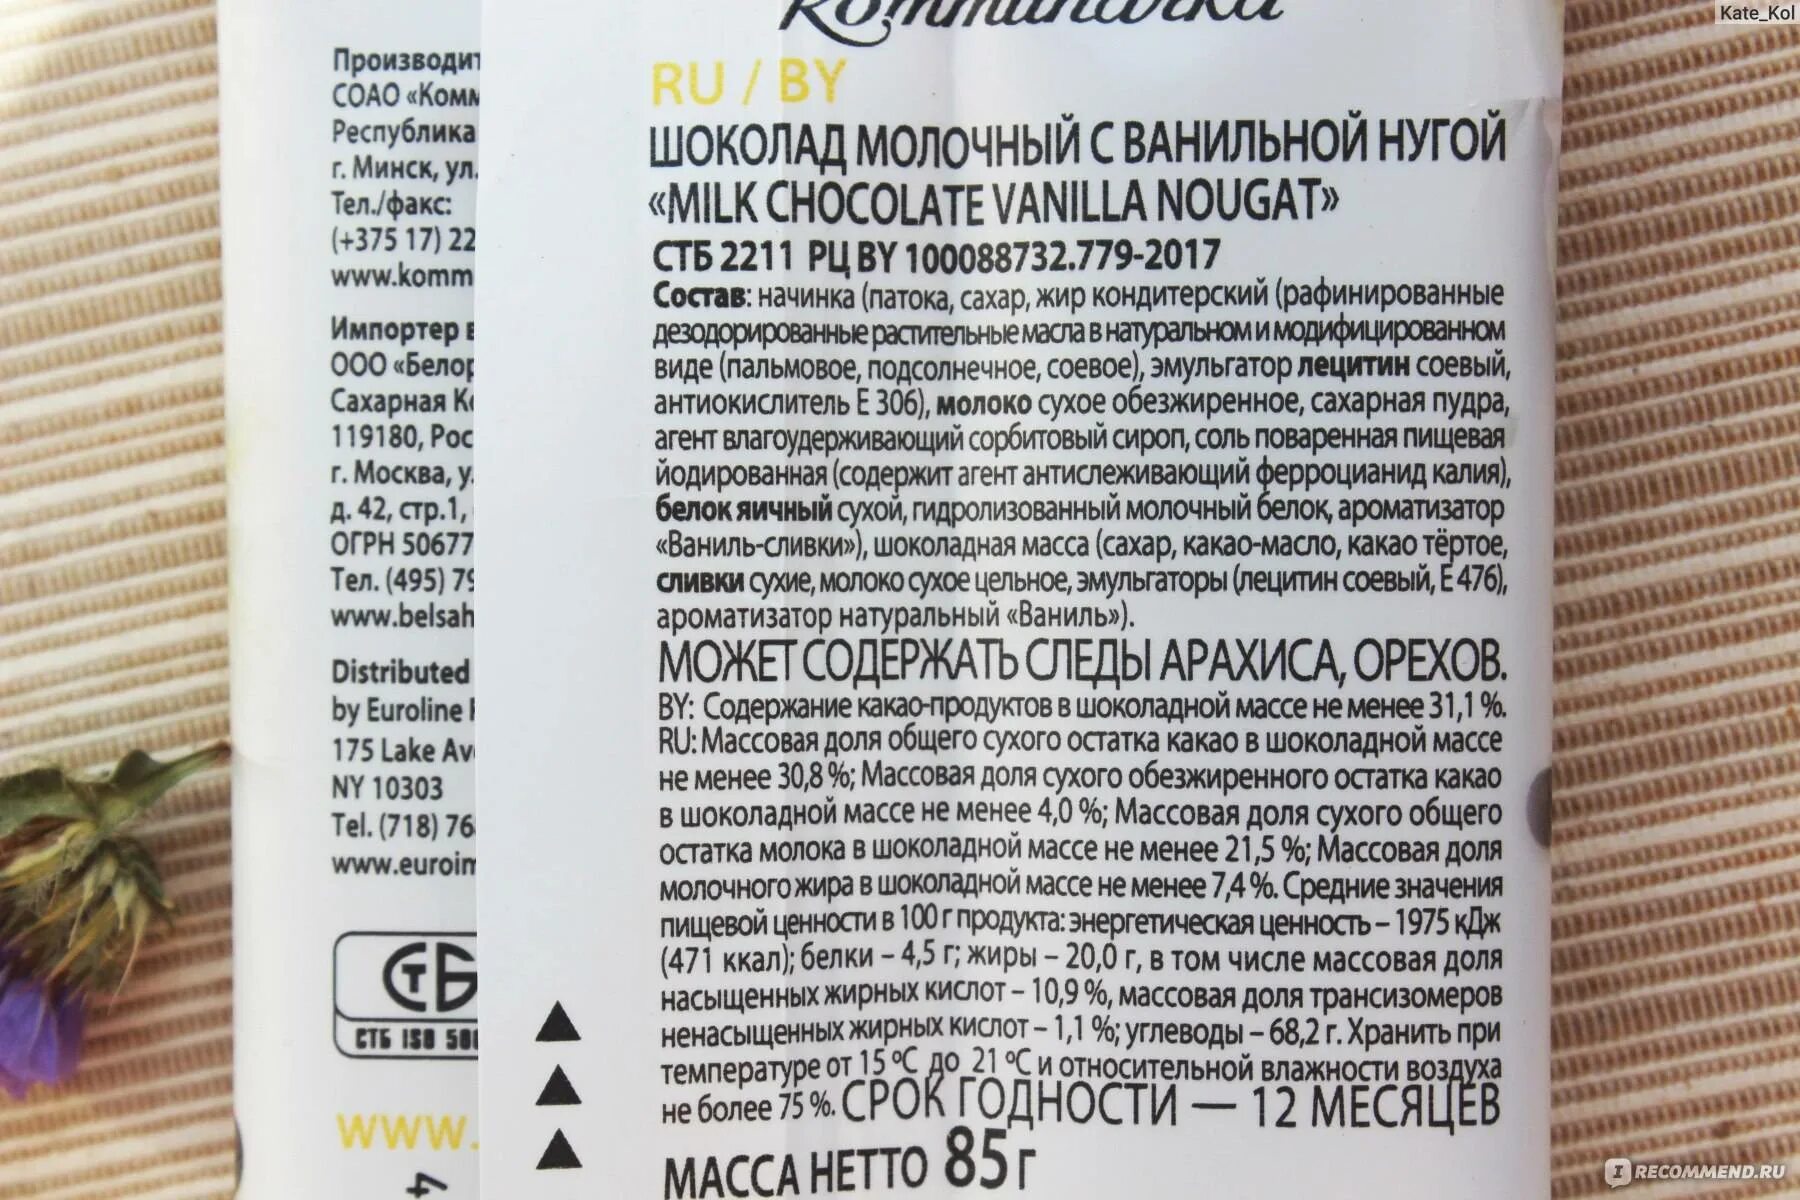 Kate_Kol
Kommunarka
RU / BY
ШОКОЛАД МОЛОЧНЫЙ С ВАНИЛЬНОЙ НУГОЙ
«MILK CHOCOLATE VANILLA NOUGAT»
СТБ 2211 РЦ BY 100088732.779-2017
Состав: начинка (патока, сахар, жир кондитерский (рафинированные
дезодорированные растительные масла в натуральном и модифицированном
виде (пальмовое, подсолнечное, соевое), эмульгатор лецитин соевый,
антиокислитель Е 306), молоко сухое обезжиренное, сахарная пудра,
агент влагоудерживающий сорбитовый сироп, соль поваренная пищевая
йодированная (содержит агент антислеживающий ферроцианид калия),
белок яичный сухой, гидролизованный молочный белок, ароматизатор
«Ваниль-сливки»), шоколадная масса (сахар, какао-масло, какао тёртое,
сливки сухие, молоко сухое цельное, эмульгаторы (лецитин соевый, Е 476),
ароматизатор натуральный «Ваниль»).
МОЖЕТ СОДЕРЖАТЬ СЛЕДЫ АРАХИСА, ОРЕХОВ.
BY: Содержание какао-продуктов в шоколадной массе не менее 31,1 %.
RU: Массовая доля общего сухого остатка какао в шоколадной массе
не менее 30,8 %; Массовая доля сухого обезжиренного остатка какао
в шоколадной массе не менее 4,0 %; Массовая доля сухого общего
остатка молока в шоколадной массе не менее 21,5 %; Массовая доля
молочного жира в шоколадной массе не менее 7,4 %. Средние значения
пищевой ценности в 100 г продукта: энергетическая ценность – 1975 кДж
(471 ккал); белки – 4,5 г; жиры – 20,0 г, в том числе массовая доля
насыщенных жирных кислот – 10,9 %, массовая доля трансизомеров
ненасыщенных жирных кислот – 1,1 %; углеводы – 68,2 г. Хранить при
температуре от 15 °С до 21 °С и относительной влажности воздуха
не более 75 %. СРОК ГОДНОСТИ — 12 МЕСЯЦЕВ
МАССА НЕТТО 85 г
Производит
СОАО «Комм
Республика
г. Минск, ул.
Тел./факс:
(+375 17) 22
www.komm
Импортер в
ООО «Белор
Сахарная Ко
119180, Рос
г. Москва, у
д. 42, стр.1,
ОГРН 50677
Тел. (495) 79
www.belsah
Distributed
by Euroline
175 Lake Av
NY 10303
Tel. (718) 76
www.euroim
СТБ
СТБ ISO 500
www.
4
IRECOMMEND.RU